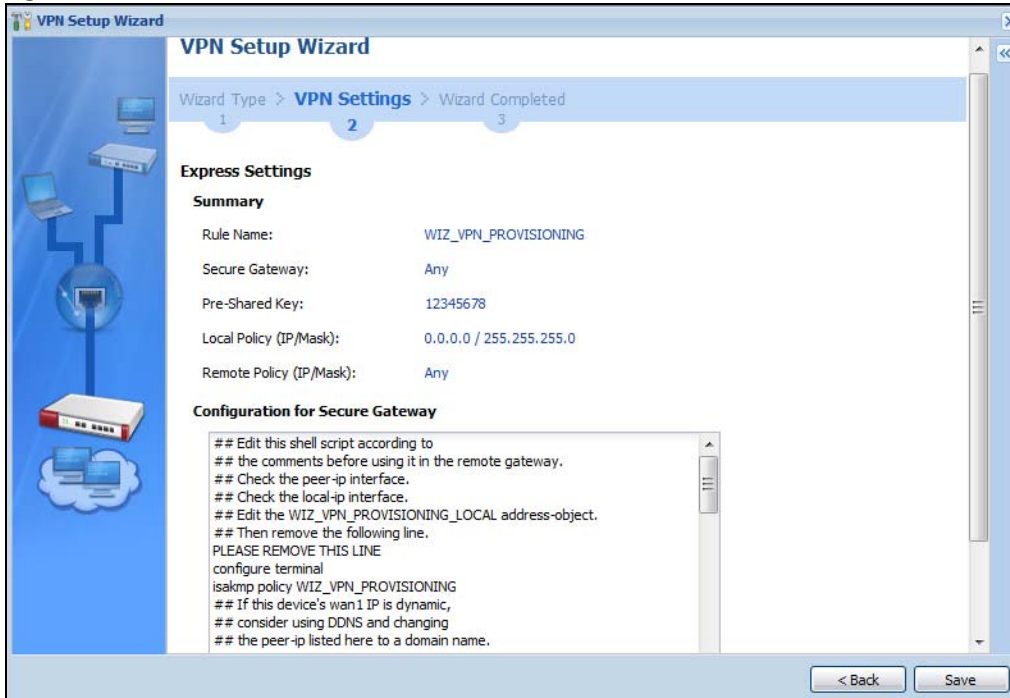 VPN Setup Wizard
VPN Setup Wizard
Wizard Type > VPN Settings > Wizard Completed
1 2 3
Express Settings
Summary
Rule Name: WIZ_VPN_PROVISIONING
Secure Gateway: Any
Pre-Shared Key: 12345678
Local Policy (IP/Mask): 0.0.0.0 / 255.255.255.0
Remote Policy (IP/Mask): Any
Configuration for Secure Gateway
## Edit this shell script according to
## the comments before using it in the remote gateway.
## Check the peer-ip interface.
## Check the local-ip interface.
## Edit the WIZ_VPN_PROVISIONING_LOCAL address-object.
## Then remove the following line.
PLEASE REMOVE THIS LINE
configure terminal
isakmp policy WIZ_VPN_PROVISIONING
## If this device's wan1 IP is dynamic,
## consider using DDNS and changing
## the peer-ip listed here to a domain name.
< Back Save